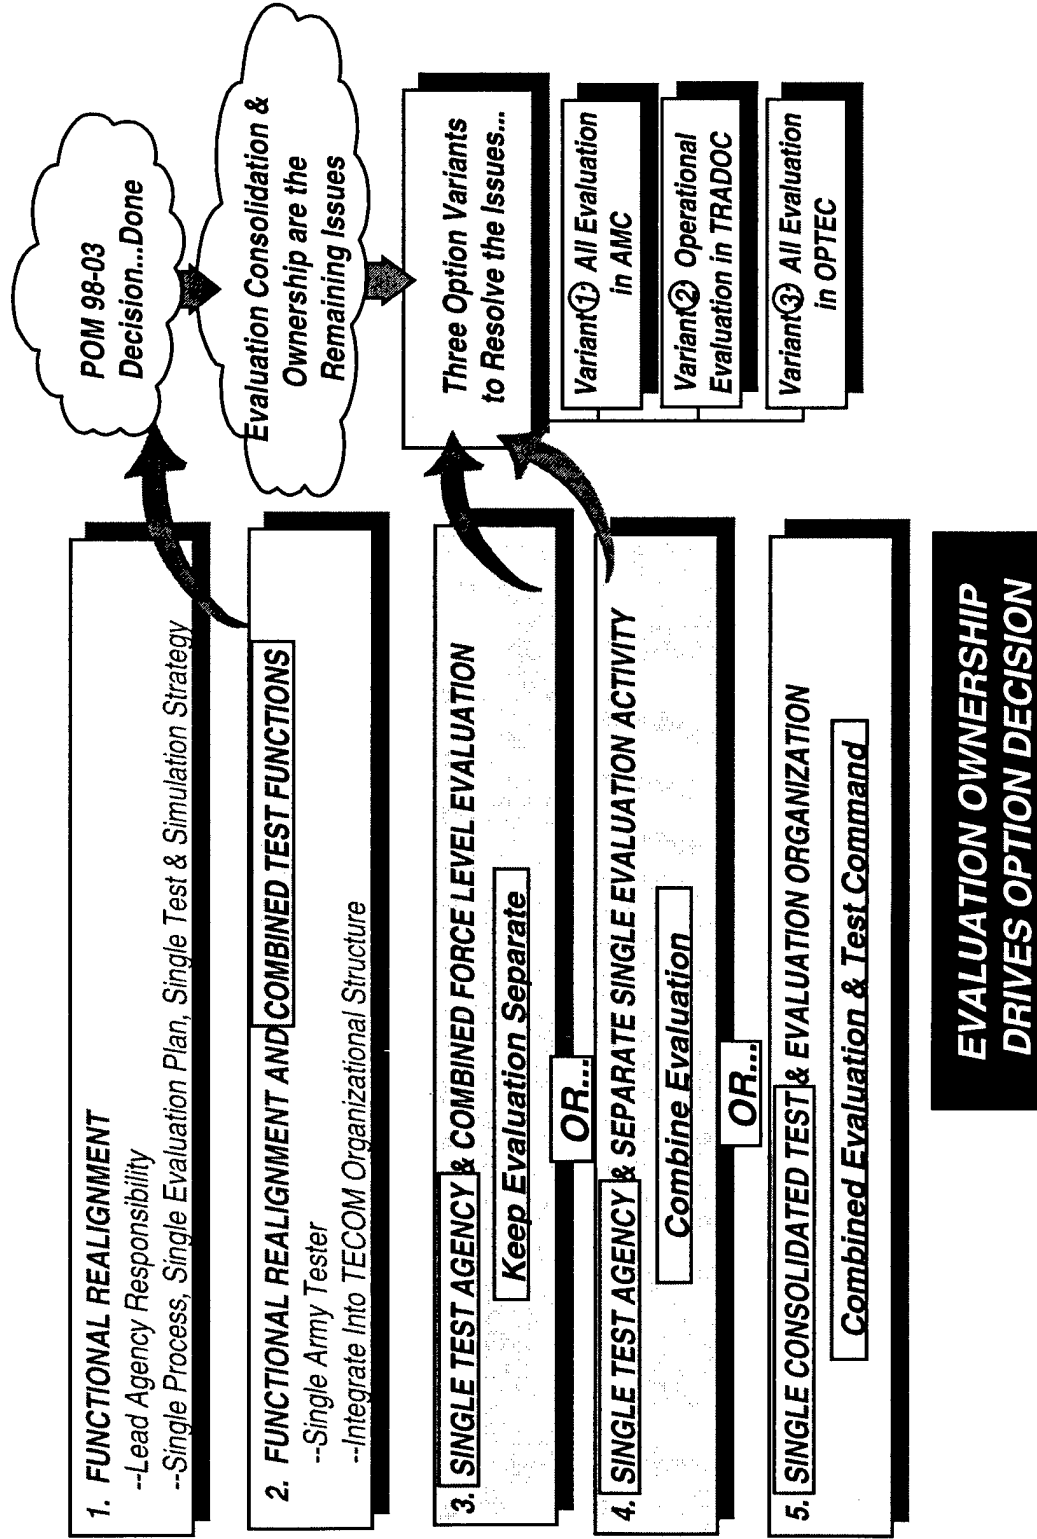 1. FUNCTIONAL REALIGNMENT
--Lead Agency Responsibility
--Single Process, Single Evaluation Plan, Single Test & Simulation Strategy
2. FUNCTIONAL REALIGNMENT AND COMBINED TEST FUNCTIONS
--Single Army Tester
--Integrate Into TECOM Organizational Structure
3. SINGLE TEST AGENCY & COMBINED FORCE LEVEL EVALUATION
Keep Evaluation Separate
OR...
4. SINGLE TEST AGENCY & SEPARATE SINGLE EVALUATION ACTIVITY
Combine Evaluation
OR...
5. SINGLE CONSOLIDATED TEST & EVALUATION ORGANIZATION
Combined Evaluation & Test Command
POM 98-03
Decision...Done
Evaluation Consolidation &
Ownership are the
Remaining Issues
Three Option Variants
to Resolve the Issues...
Variant 1 All Evaluation
in AMC
Variant 2 Operational
Evaluation in TRADOC
Variant 3 All Evaluation
in OPTEC
EVALUATION OWNERSHIP
DRIVES OPTION DECISION